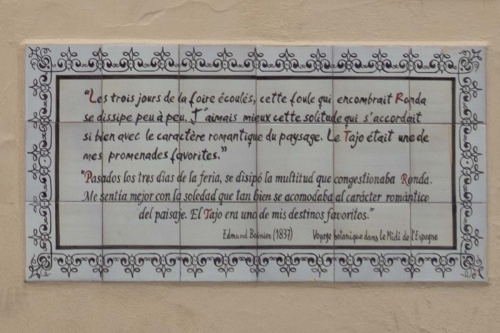 "Les trois jours de la foire écoulés, cette foule qui encombrait Ronda
se dissipe peu à peu. J'aimais mieux cette solitude qui s'accordait
si bien avec le caractère romantique du paysage. Le Tajo était une de
mes promenades favorites."
"Pasados los tres días de la feria, se disipó la multitud que congestionaba Ronda.
Me sentía mejor con la soledad que tan bien se acomodaba al carácter romántico
del paisaje. El Tajo era uno de mis destinos favoritos."
Edmond Boissier (1837) Voyage botanique dans le Midi de l'Espagne